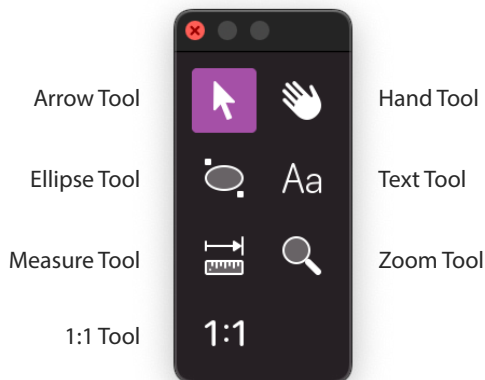 Arrow Tool
Hand Tool
Ellipse Tool
Aa
Text Tool
Measure Tool
Zoom Tool
1:1 Tool
1:1